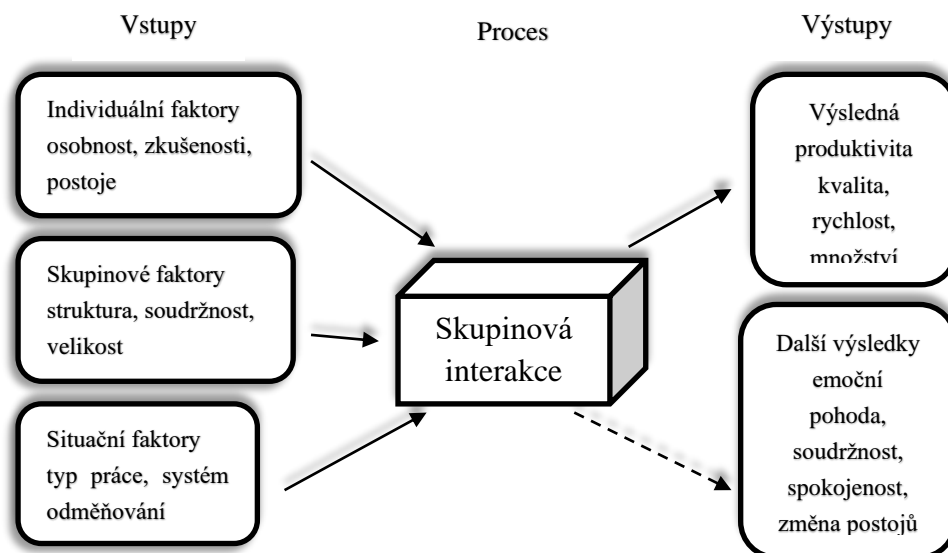 Vstupy
Proces
Výstupy
Individuální faktory
osobnost, zkušenosti,
postoje
Skupinové faktory
struktura, soudržnost,
velikost
Situační faktory
typ práce, systém
odměňování
Skupinová
interakce
Výsledná
produktivita
kvalita,
rychlost,
množství
Další výsledky
emoční
pohoda,
soudržnost,
spokojenost,
změna postojů